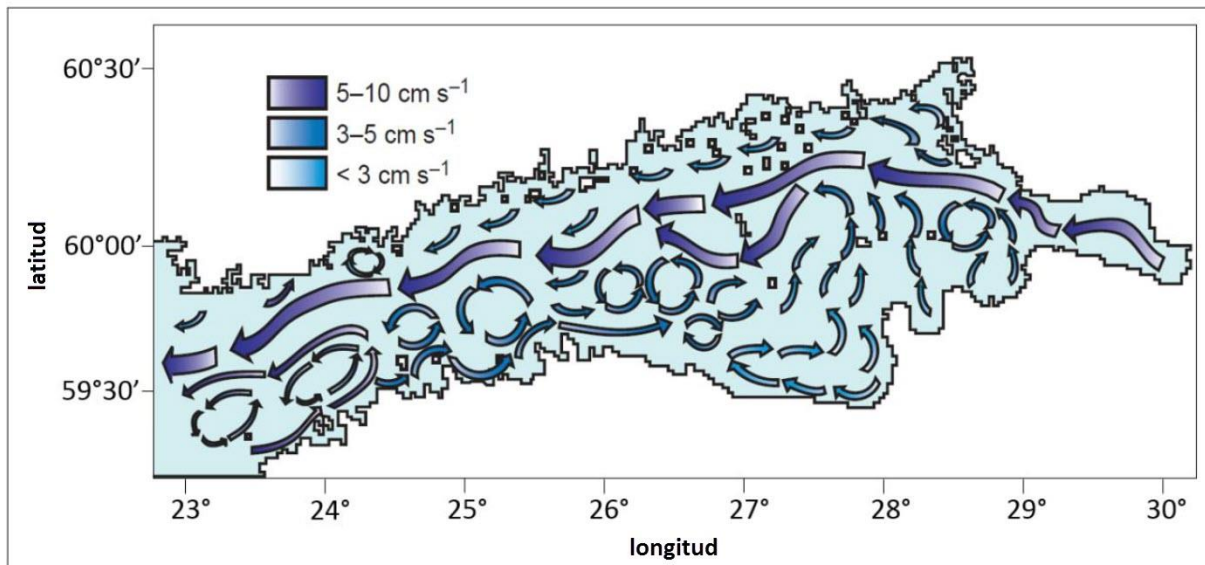 60°30’
5–10 cm s⁻¹
3–5 cm s⁻¹
< 3 cm s⁻¹
60°00’
latitud
59°30’
23° 24° 25° 26° 27° 28° 29° 30°
longitud